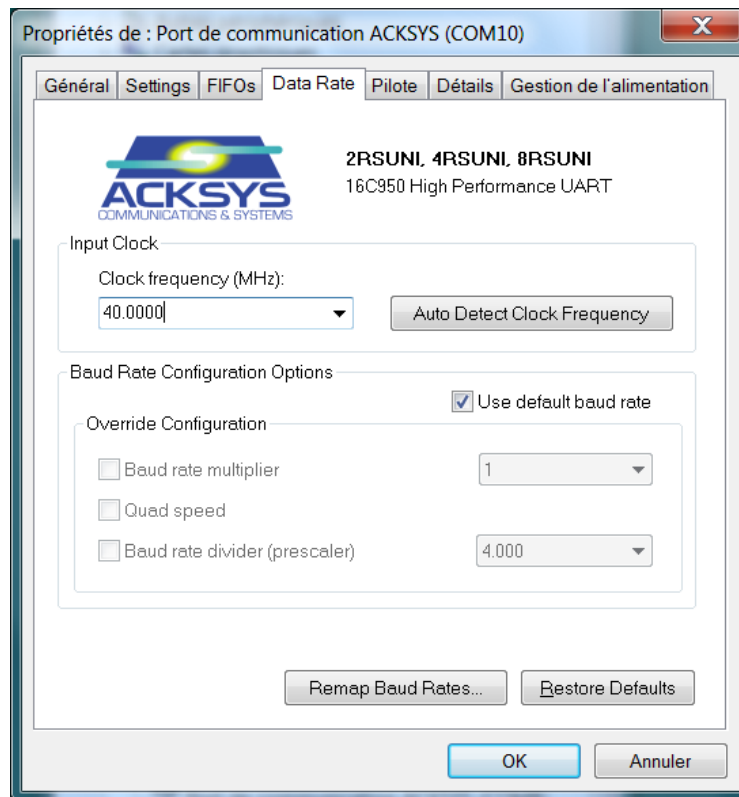 Propriétés de : Port de communication ACKSYS (COM10)
Général Settings FIFOs Data Rate Pilote Détails Gestion de l'alimentation
ACKSYS
COMMUNICATIONS & SYSTEMS
2RSUNI, 4RSUNI, 8RSUNI
16C950 High Performance UART
Input Clock
Clock frequency (MHz):
40.0000
Auto Detect Clock Frequency
Baud Rate Configuration Options
Use default baud rate
Override Configuration
Baud rate multiplier 1
Quad speed
Baud rate divider (prescaler) 4.000
Remap Baud Rates... Restore Defaults
OK Annuler